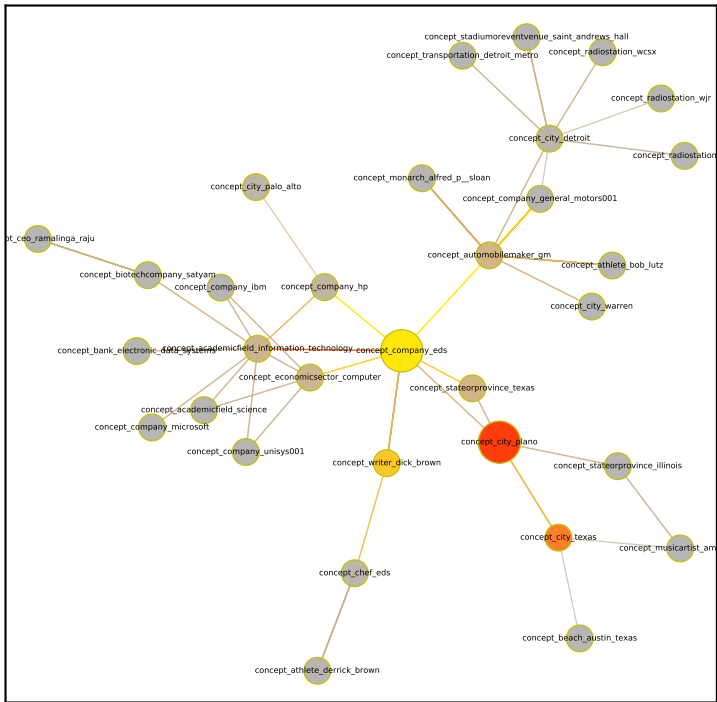 concept_stadiumoreventvenue_saint_andrews_hall
concept_transportation_detroit_metro
concept_radiostation_wcsx
concept_radiostation_wjr
concept_city_detroit
concept_radiostation
concept_monarch_alfred_p__sloan
concept_city_palo_alto
concept_company_general_motors001
pt_ceo_ramalinga_raju
concept_automobilemaker_gm
concept_athlete_bob_lutz
concept_biotechcompany_satyam
concept_company_ibm
concept_company_hp
concept_city_warren
concept_bank_electronic_data_systems
concept_academicfield_information_technology
concept_company_eds
concept_economicsector_computer
concept_stateorprovince_texas
concept_academicfield_science
concept_company_microsoft
concept_city_plano
concept_company_unisys001
concept_writer_dick_brown
concept_stateorprovince_illinois
concept_city_texas
concept_musicartist_am
concept_chef_eds
concept_beach_austin_texas
concept_athlete_derrick_brown